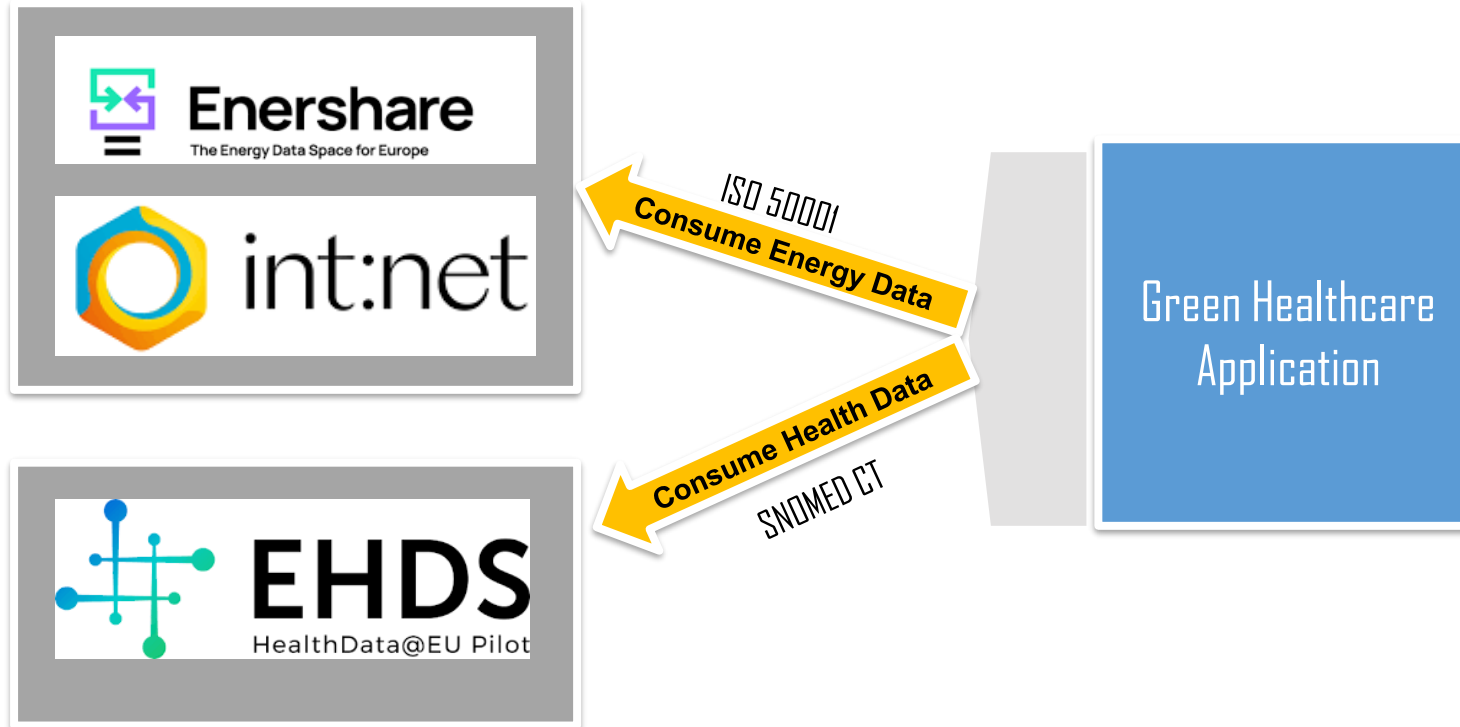 Enershare
The Energy Data Space for Europe
int:net
ISO 50001
Consume Energy Data
Green Healthcare
Application
Consume Health Data
SNOMED CT
EHDS
HealthData@EU Pilot